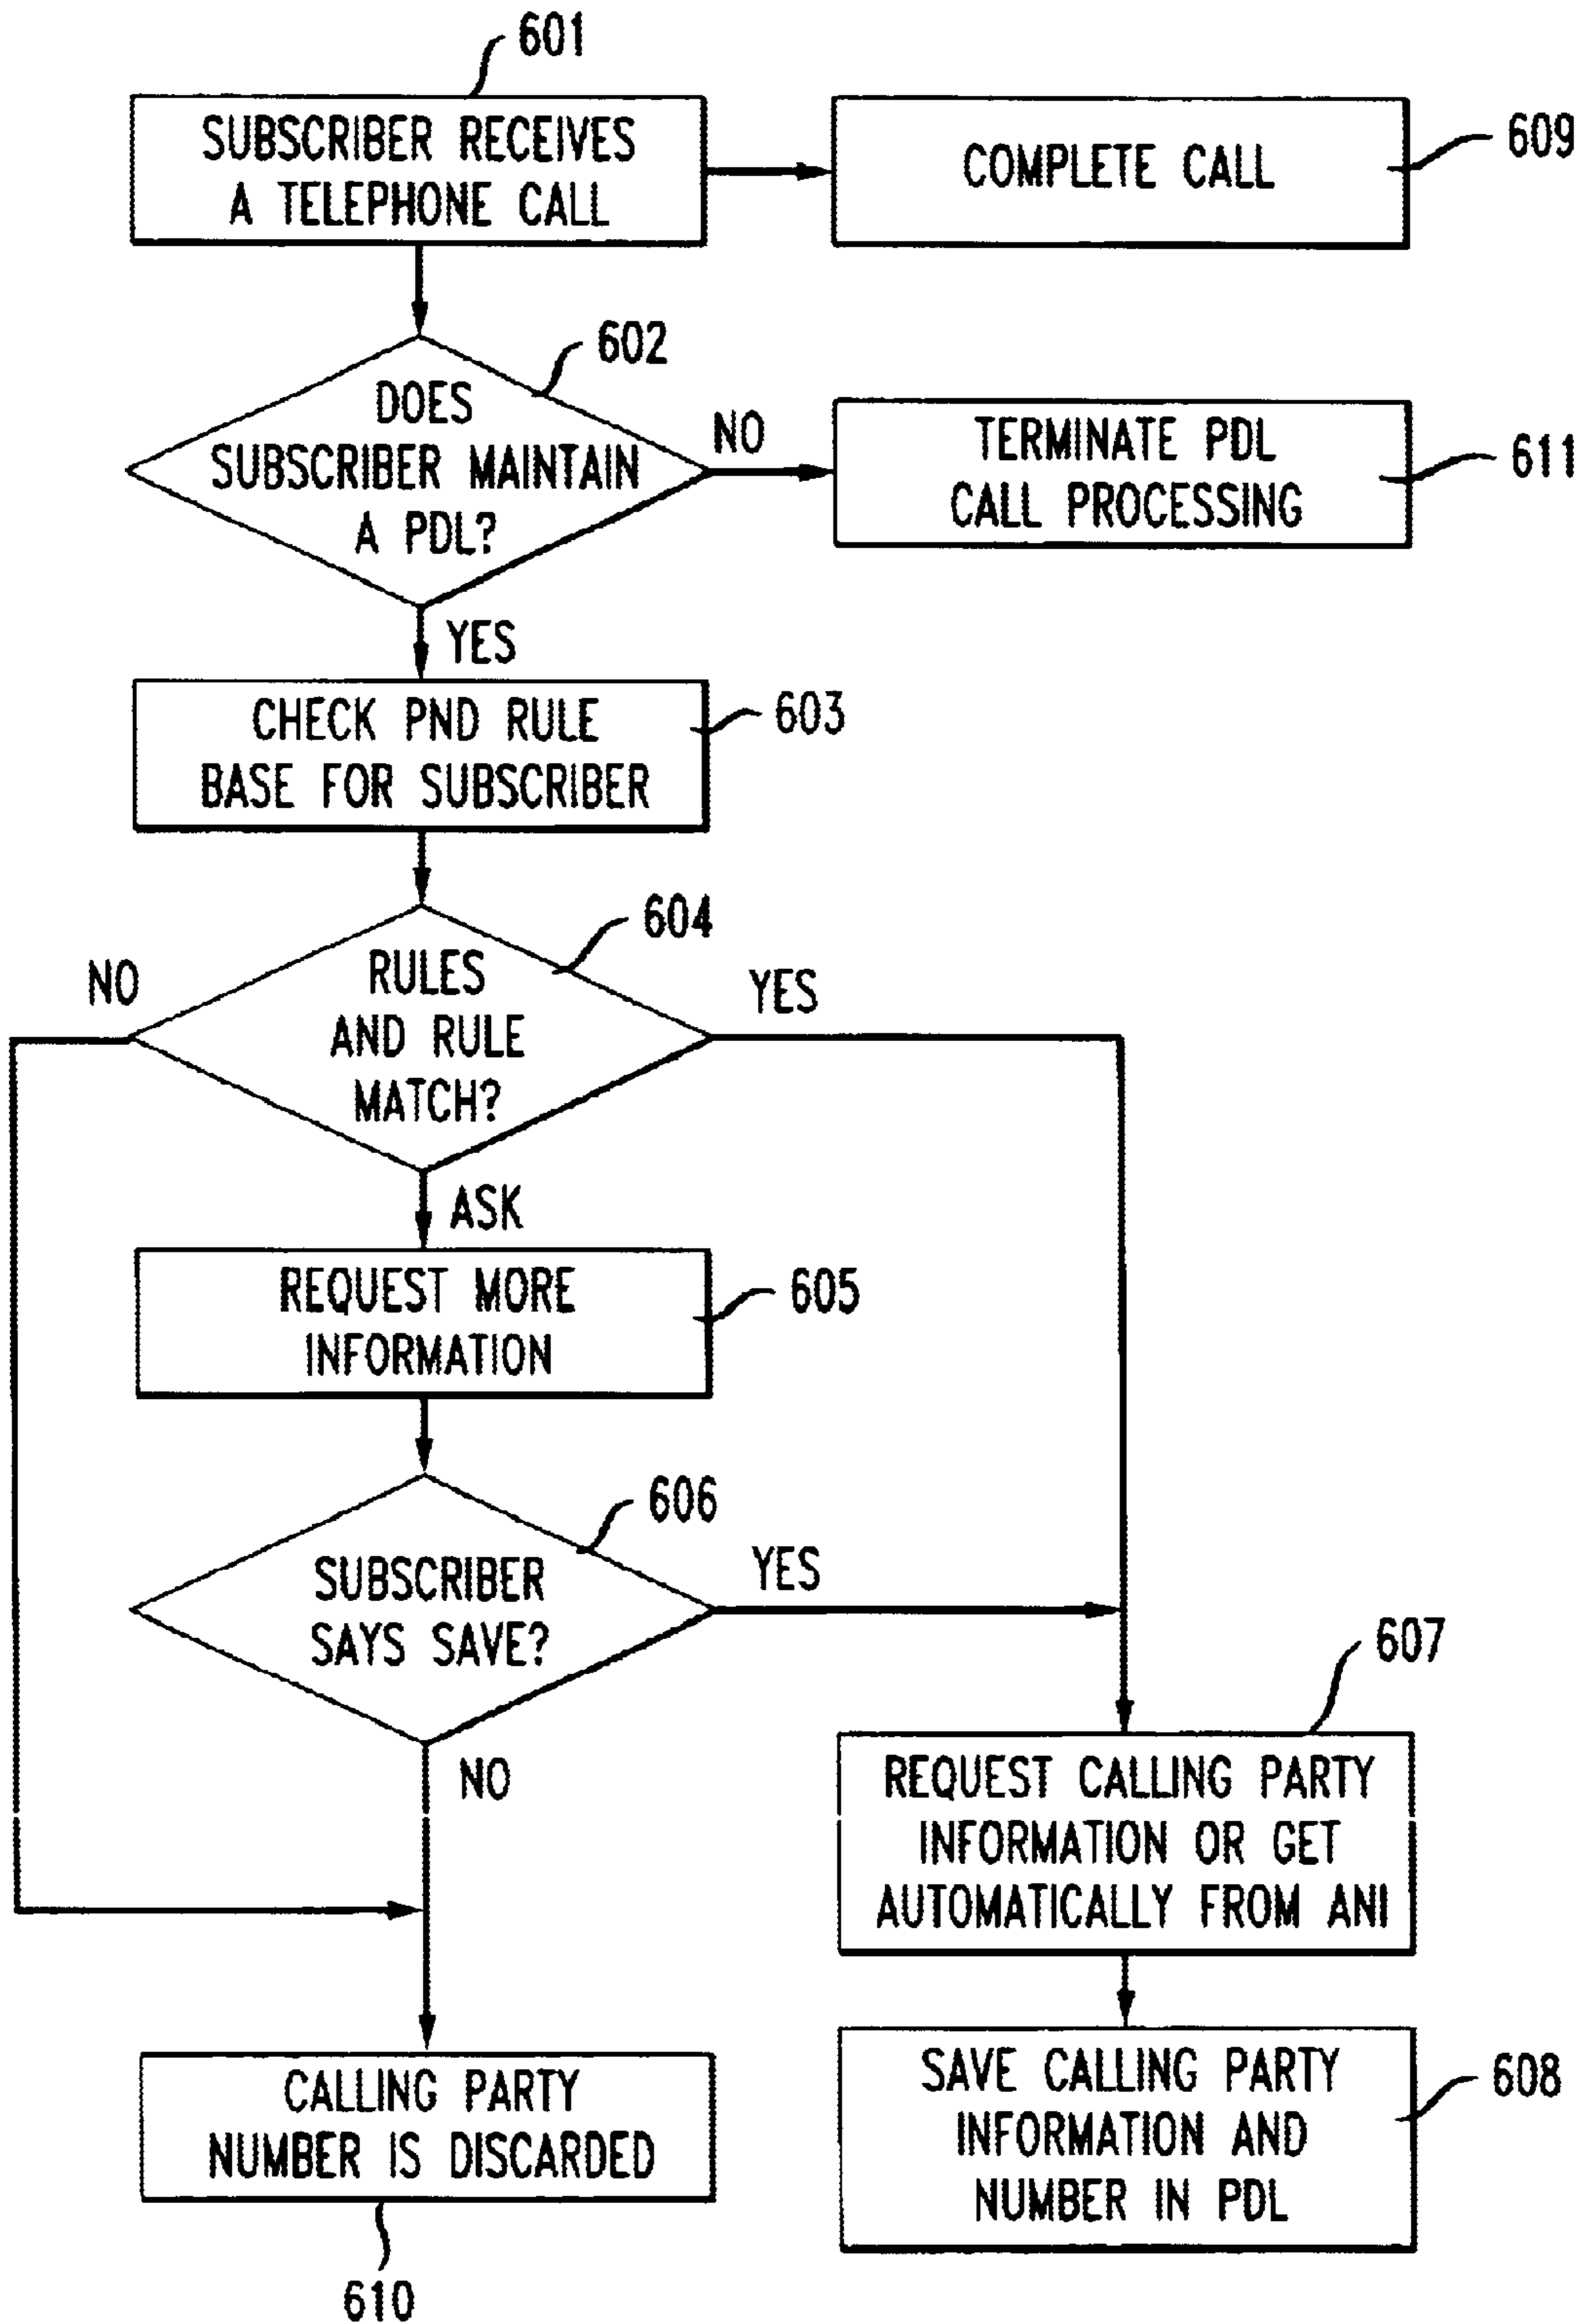 601
SUBSCRIBER RECEIVES
A TELEPHONE CALL
COMPLETE CALL
609
602
DOES
SUBSCRIBER MAINTAIN
A PDL?
NO
TERMINATE PDL
CALL PROCESSING
611
YES
CHECK PND RULE
BASE FOR SUBSCRIBER
603
604
NO
RULES
AND RULE
MATCH?
YES
ASK
REQUEST MORE
INFORMATION
605
606
SUBSCRIBER
SAYS SAVE?
YES
NO
607
REQUEST CALLING PARTY
INFORMATION OR GET
AUTOMATICALLY FROM ANI
CALLING PARTY
NUMBER IS DISCARDED
610
SAVE CALLING PARTY
INFORMATION AND
NUMBER IN PDL
608